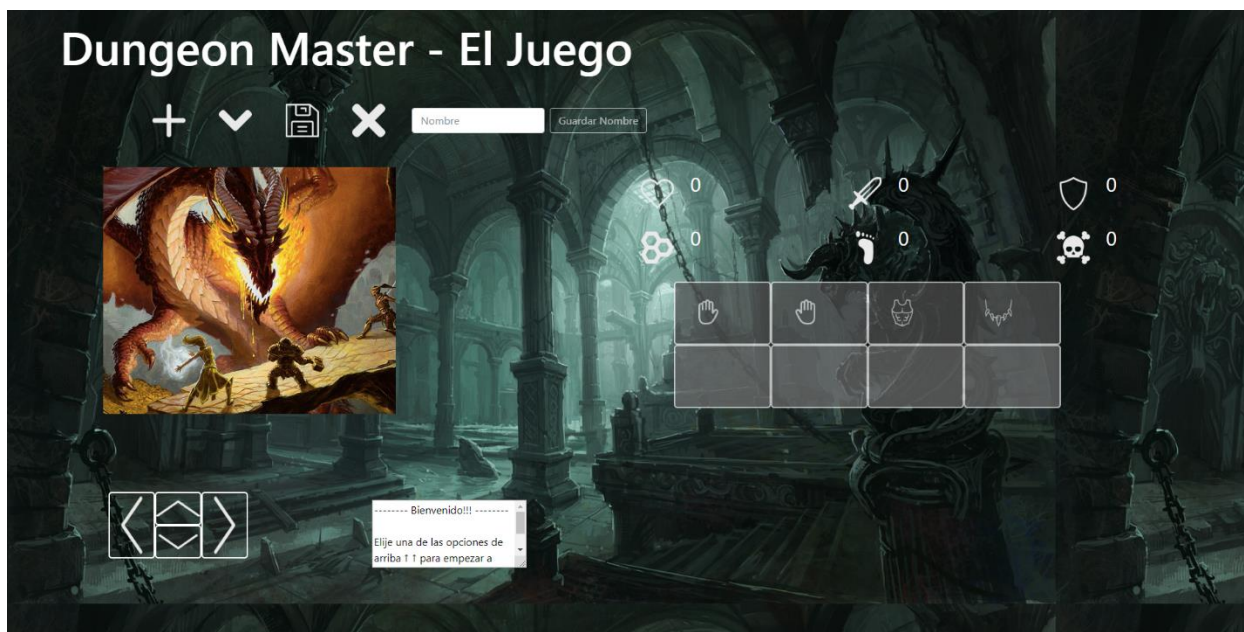 Dungeon Master - El Juego
Nombre
Guardar Nombre
0
0
0
0
0
0
-------- Bienvenido!!! --------
Elije una de las opciones de
arriba ↑ ↑ para empezar a